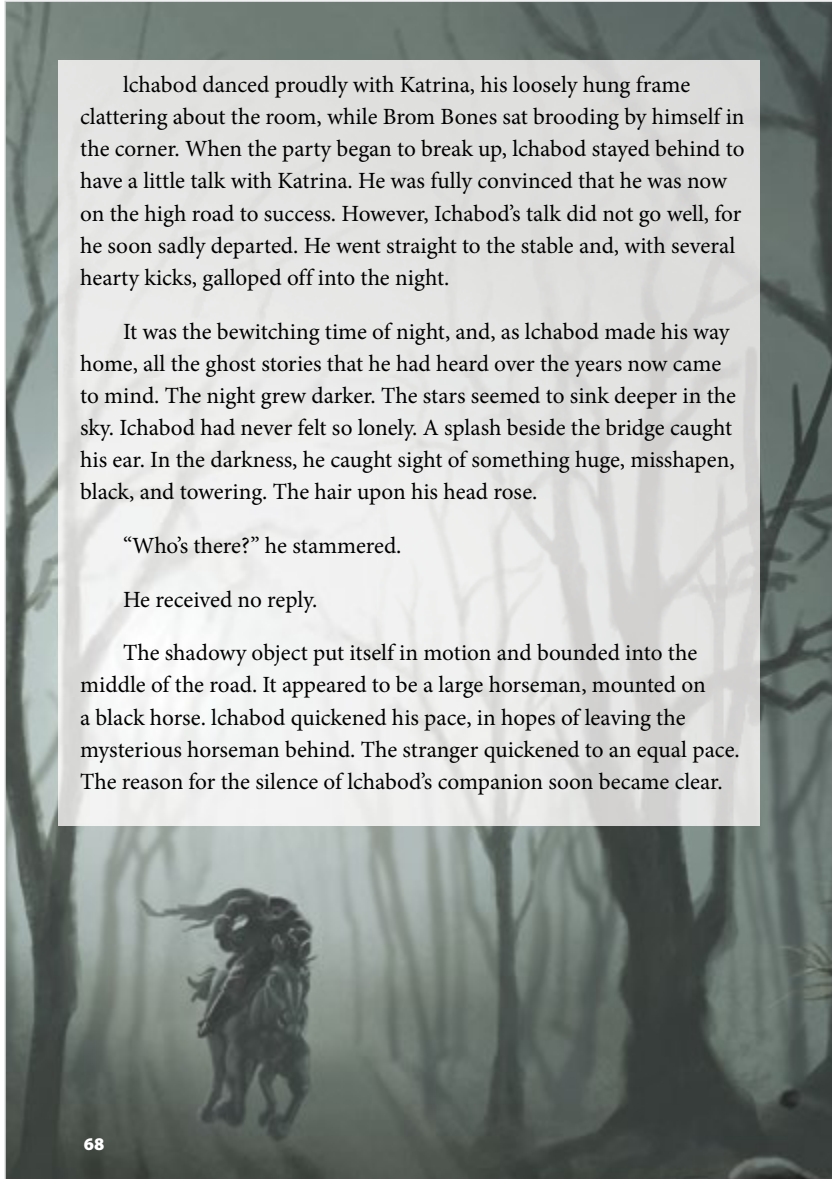 Ichabod danced proudly with Katrina, his loosely hung frame
clattering about the room, while Brom Bones sat brooding by himself in
the corner. When the party began to break up, Ichabod stayed behind to
have a little talk with Katrina. He was fully convinced that he was now
on the high road to success. However, Ichabod’s talk did not go well, for
he soon sadly departed. He went straight to the stable and, with several
hearty kicks, galloped off into the night.
It was the bewitching time of night, and, as Ichabod made his way
home, all the ghost stories that he had heard over the years now came
to mind. The night grew darker. The stars seemed to sink deeper in the
sky. Ichabod had never felt so lonely. A splash beside the bridge caught
his ear. In the darkness, he caught sight of something huge, misshapen,
black, and towering. The hair upon his head rose.
“Who’s there?” he stammered.
He received no reply.
The shadowy object put itself in motion and bounded into the
middle of the road. It appeared to be a large horseman, mounted on
a black horse. Ichabod quickened his pace, in hopes of leaving the
mysterious horseman behind. The stranger quickened to an equal pace.
The reason for the silence of Ichabod’s companion soon became clear.
68